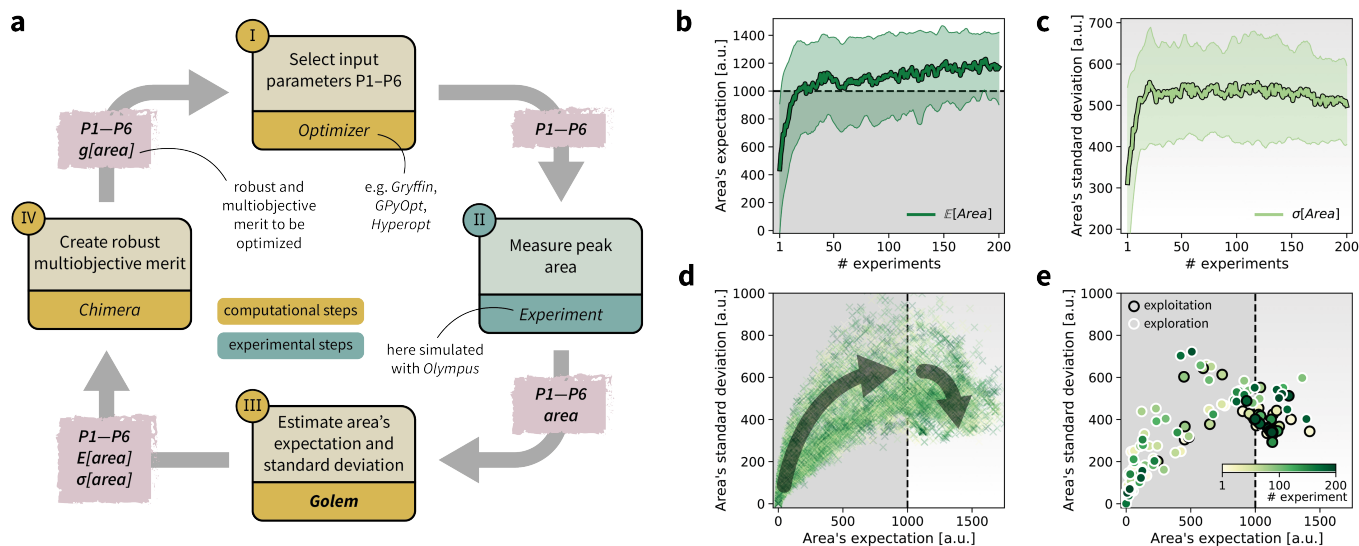 a
I
Select input
parameters P1–P6
Optimizer
P1—P6
g[area]
robust and
multiobjective
merit to be
optimized
e.g. Gryffin,
GPyOpt,
Hyperopt
P1—P6
II
Measure peak
area
Experiment
here simulated
with Olympus
P1—P6
area
III
Estimate area's
expectation and
standard deviation
Golem
P1—P6
E[area]
σ[area]
IV
Create robust
multiobjective merit
Chimera
computational steps
experimental steps
b
Area's expectation [a.u.]
1400
1200
1000
800
600
400
200
0
1
50
100
150
200
# experiments
𝔼[Area]
c
Area's standard deviation [a.u.]
700
600
500
400
300
200
1
50
100
150
200
# experiments
σ[Area]
d
Area's standard deviation [a.u.]
1000
800
600
400
200
0
0
500
1000
1500
Area's expectation [a.u.]
e
Area's standard deviation [a.u.]
1000
800
600
400
200
0
0
500
1000
1500
Area's expectation [a.u.]
exploitation
exploration
1
100
200
# experiment